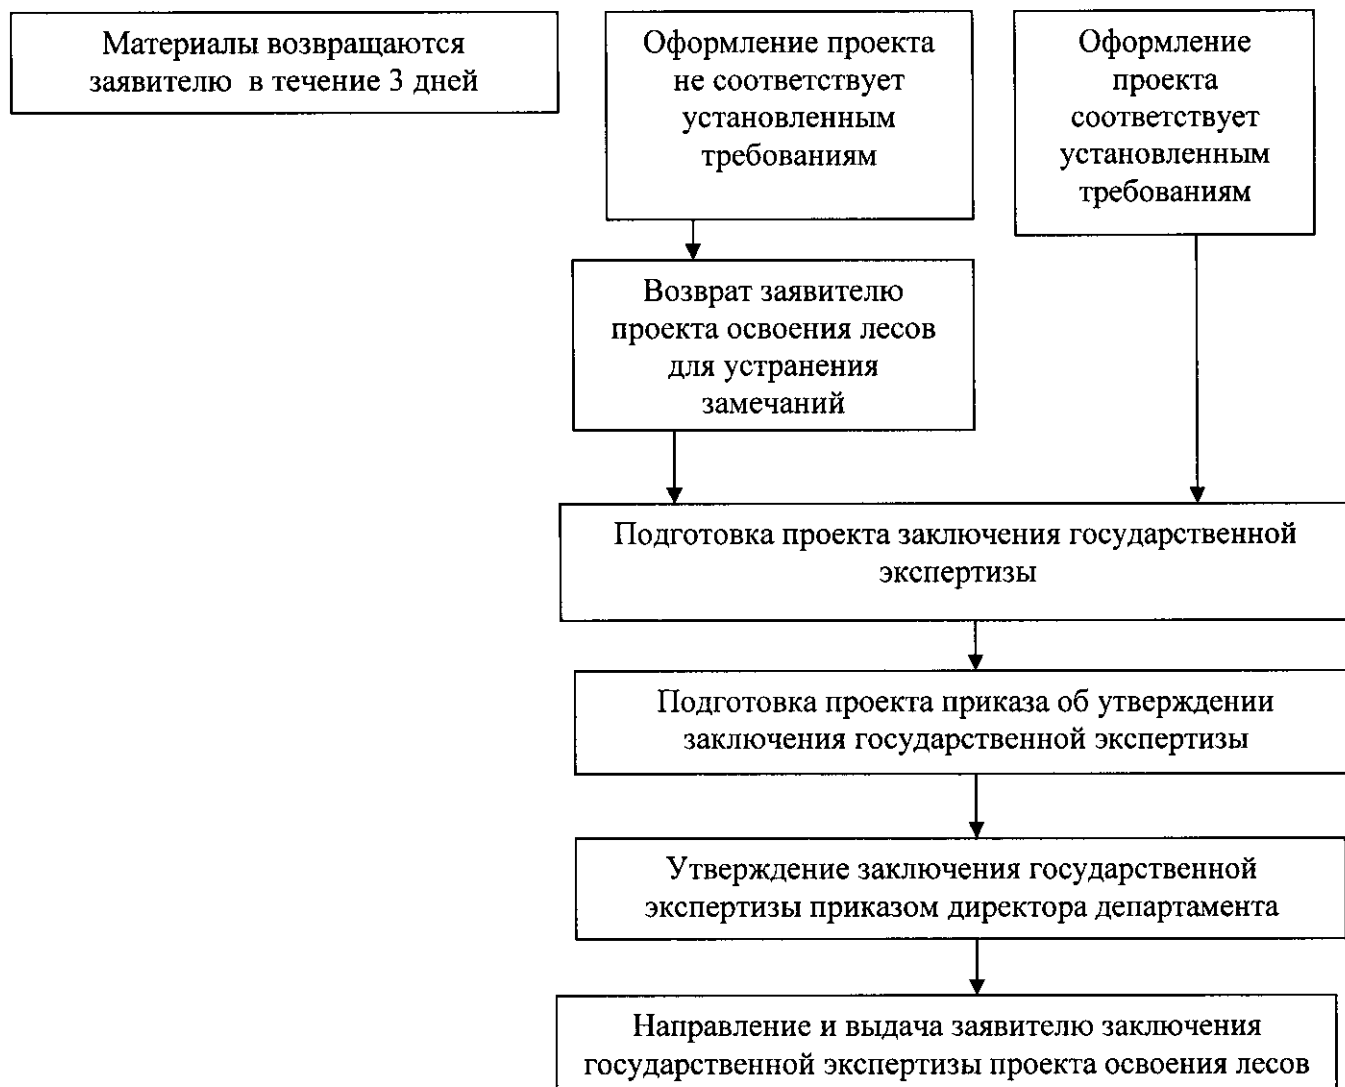 Материалы возвращаются
заявителю в течение 3 дней
Оформление проекта
не соответствует
установленным
требованиям
Оформление
проекта
соответствует
установленным
требованиям
Возврат заявителю
проекта освоения лесов
для устранения
замечаний
Подготовка проекта заключения государственной
экспертизы
Подготовка проекта приказа об утверждении
заключения государственной экспертизы
Утверждение заключения государственной
экспертизы приказом директора департамента
Направление и выдача заявителю заключения
государственной экспертизы проекта освоения лесов